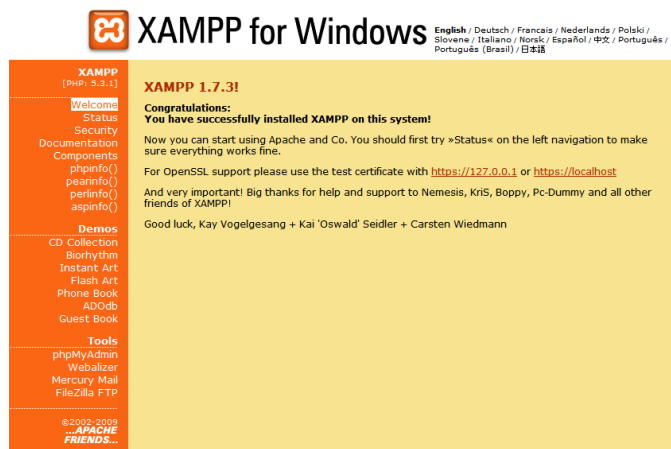 XAMPP for Windows
English / Deutsch / Francais / Nederlands / Polski /
Slovene / Italiano / Norsk / Español / 中文 / Português /
Português (Brasil) / 日本語
XAMPP
[PHP: 5.3.1]
Welcome
Status
Security
Documentation
Components
phpinfo()
pearinfo()
perlinfo()
aspinfo()
Demos
CD Collection
Biorhythm
Instant Art
Flash Art
Phone Book
ADOdb
Guest Book
Tools
phpMyAdmin
Webalizer
Mercury Mail
FileZilla FTP
©2002-2009
...APACHE
FRIENDS...
XAMPP 1.7.3!
Congratulations:
You have successfully installed XAMPP on this system!
Now you can start using Apache and Co. You should first try »Status« on the left navigation to make
sure everything works fine.
For OpenSSL support please use the test certificate with https://127.0.0.1 or https://localhost
And very important! Big thanks for help and support to Nemesis, KriS, Boppy, Pc-Dummy and all other
friends of XAMPP!
Good luck, Kay Vogelgesang + Kai 'Oswald' Seidler + Carsten Wiedmann